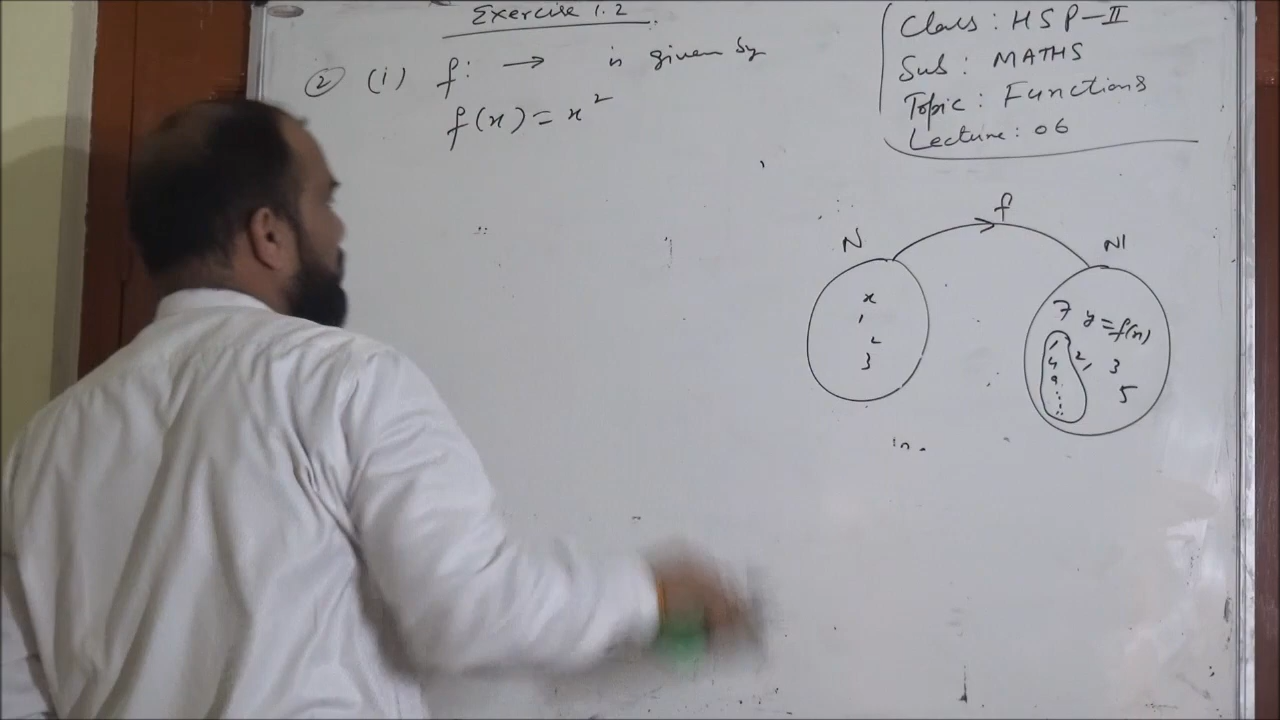 Exercise 1.2
② (i) f: → is given by
f(x) = x²
Class: HSP-II
Sub: MATHS
Topic: Functions
Lecture: 06
f
N N
x
1
2
3
7 y = f(x)
1
4 2, 3
9 5